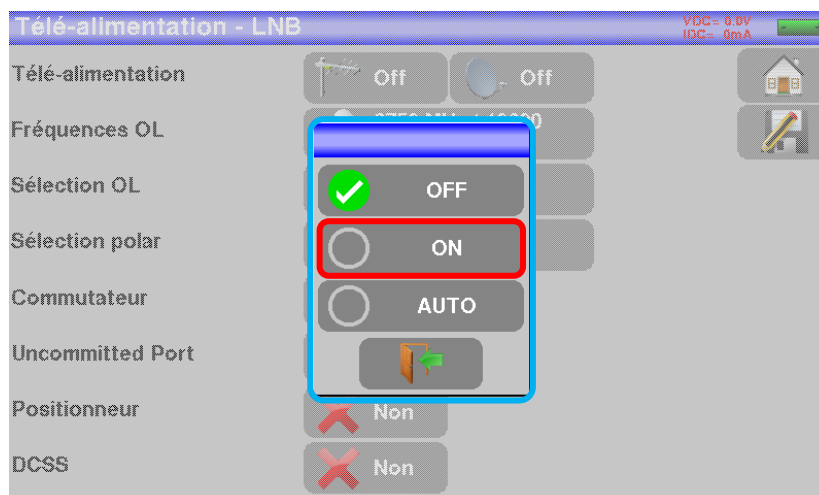 Télé-alimentation - LNB
VDC= 0.0V
IDC= 0mA
Télé-alimentation
Off
Off
Fréquences OL
Sélection OL
OFF
Sélection polar
ON
Commutateur
AUTO
Uncommitted Port
Positionneur
Non
DCSS
Non